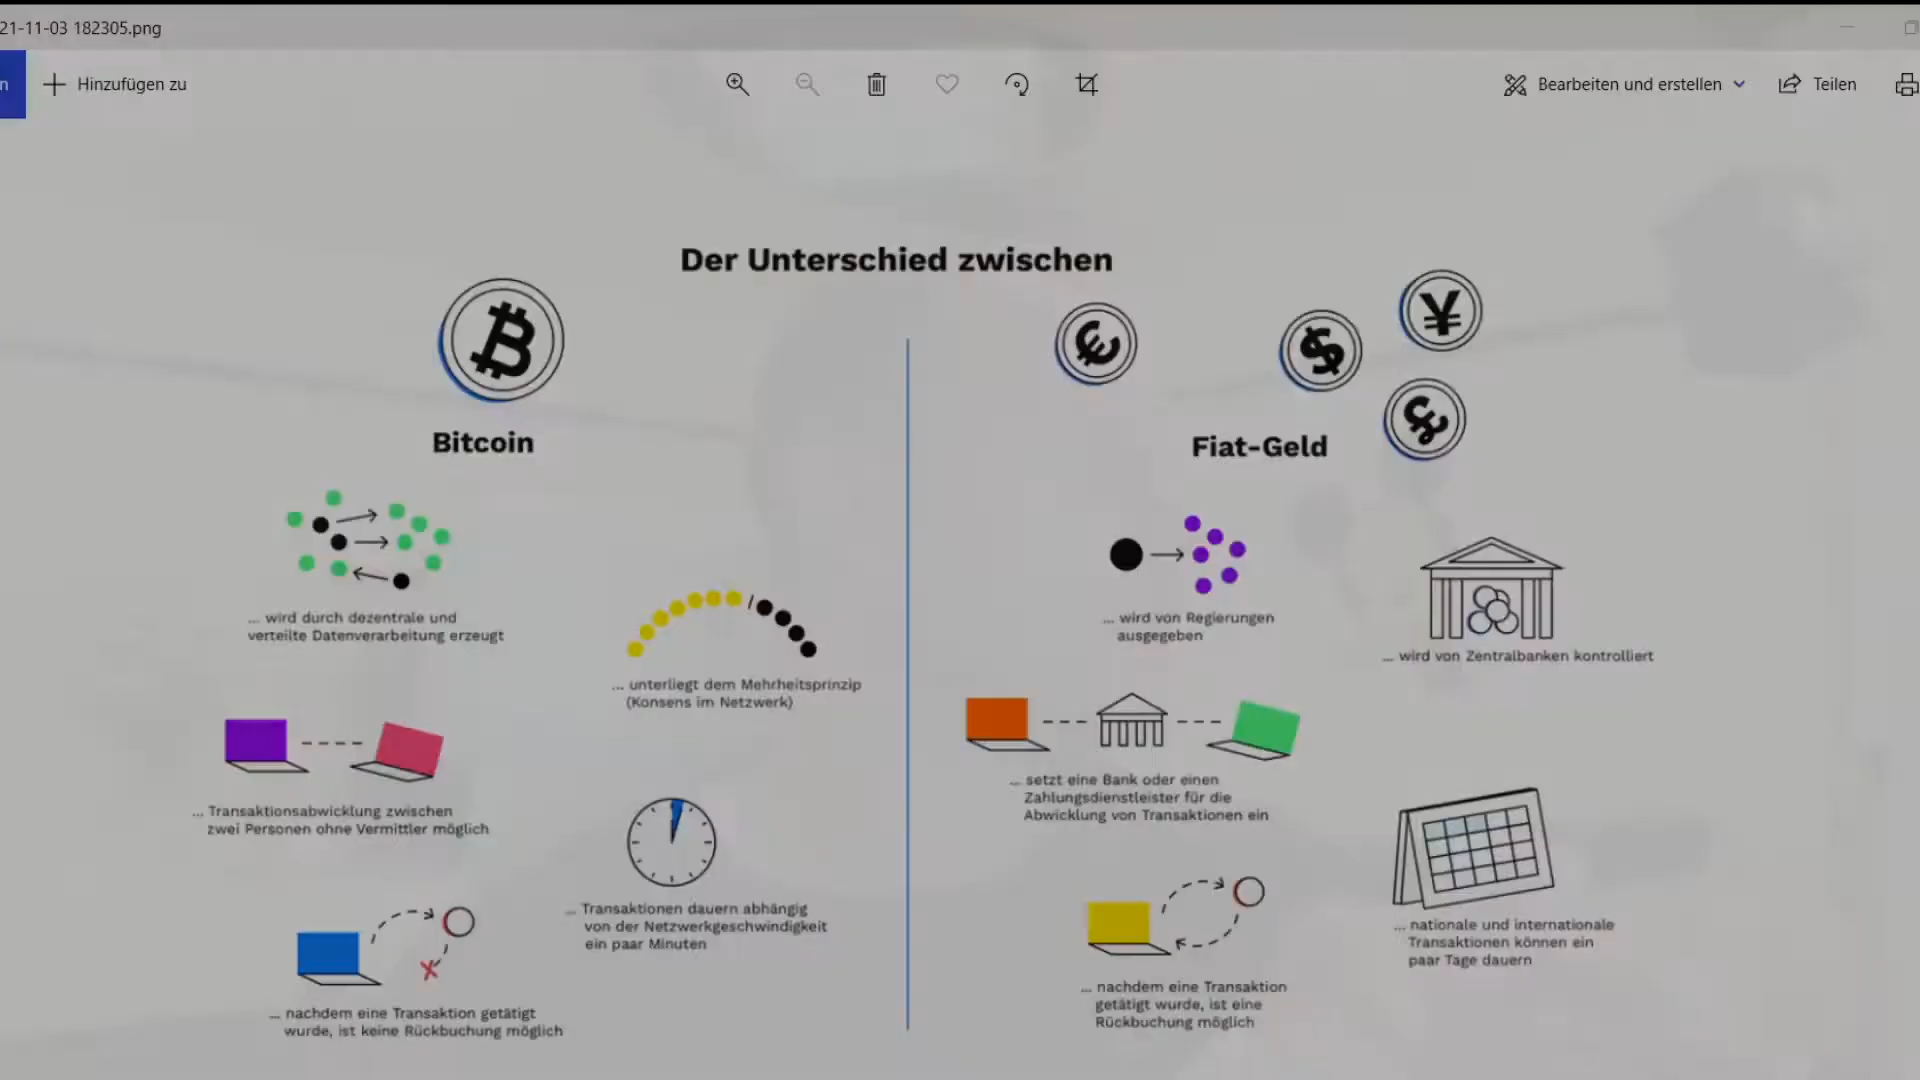 21-11-03 182305.png
n
Hinzufügen zu
Bearbeiten und erstellen
Teilen
Der Unterschied zwischen
Bitcoin
... wird durch dezentrale und
verteilte Datenverarbeitung erzeugt
... unterliegt dem Mehrheitsprinzip
(Konsens im Netzwerk)
... Transaktionsabwicklung zwischen
zwei Personen ohne Vermittler möglich
... Transaktionen dauern abhängig
von der Netzwerkgeschwindigkeit
ein paar Minuten
... nachdem eine Transaktion getätigt
wurde, ist keine Rückbuchung möglich
€
$
¥
£
Fiat-Geld
... wird von Regierungen
ausgegeben
... wird von Zentralbanken kontrolliert
... setzt eine Bank oder einen
Zahlungsdienstleister für die
Abwicklung von Transaktionen ein
... nationale und internationale
Transaktionen können ein
paar Tage dauern
... nachdem eine Transaktion
getätigt wurde, ist eine
Rückbuchung möglich